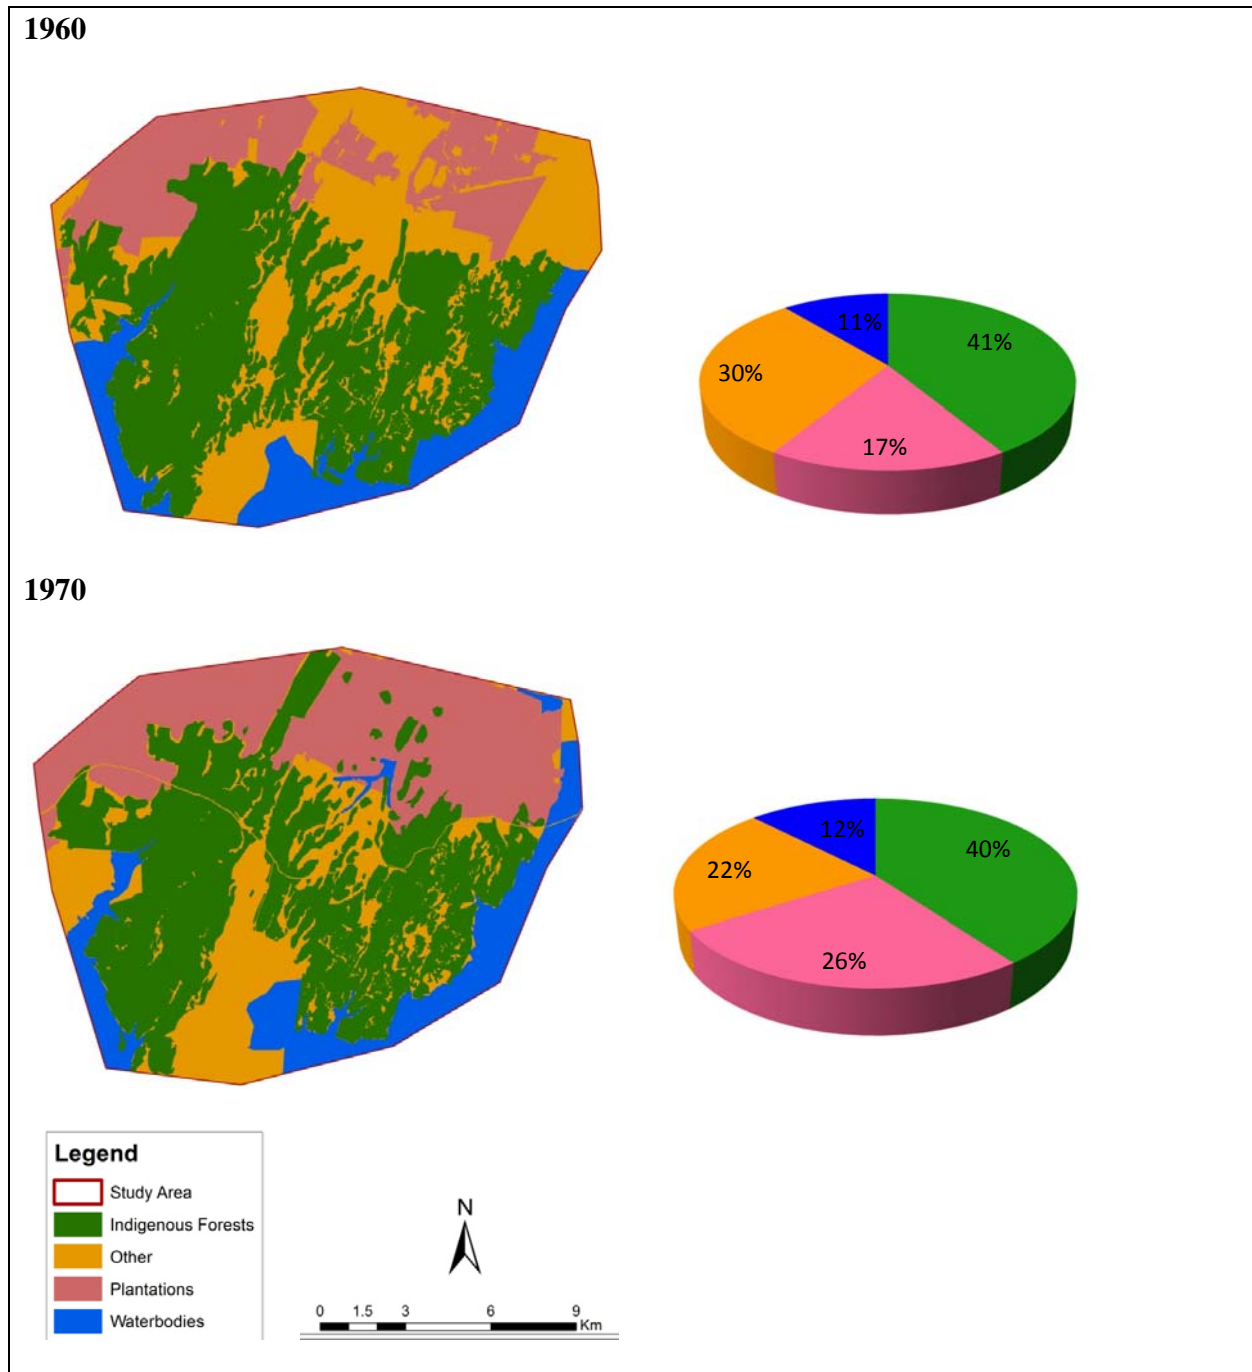 1960
11%
41%
30%
17%
1970
12%
40%
22%
26%
Legend
Study Area
Indigenous Forests
Other
Plantations
Waterbodies
N
0 1.5 3 6 9
Km